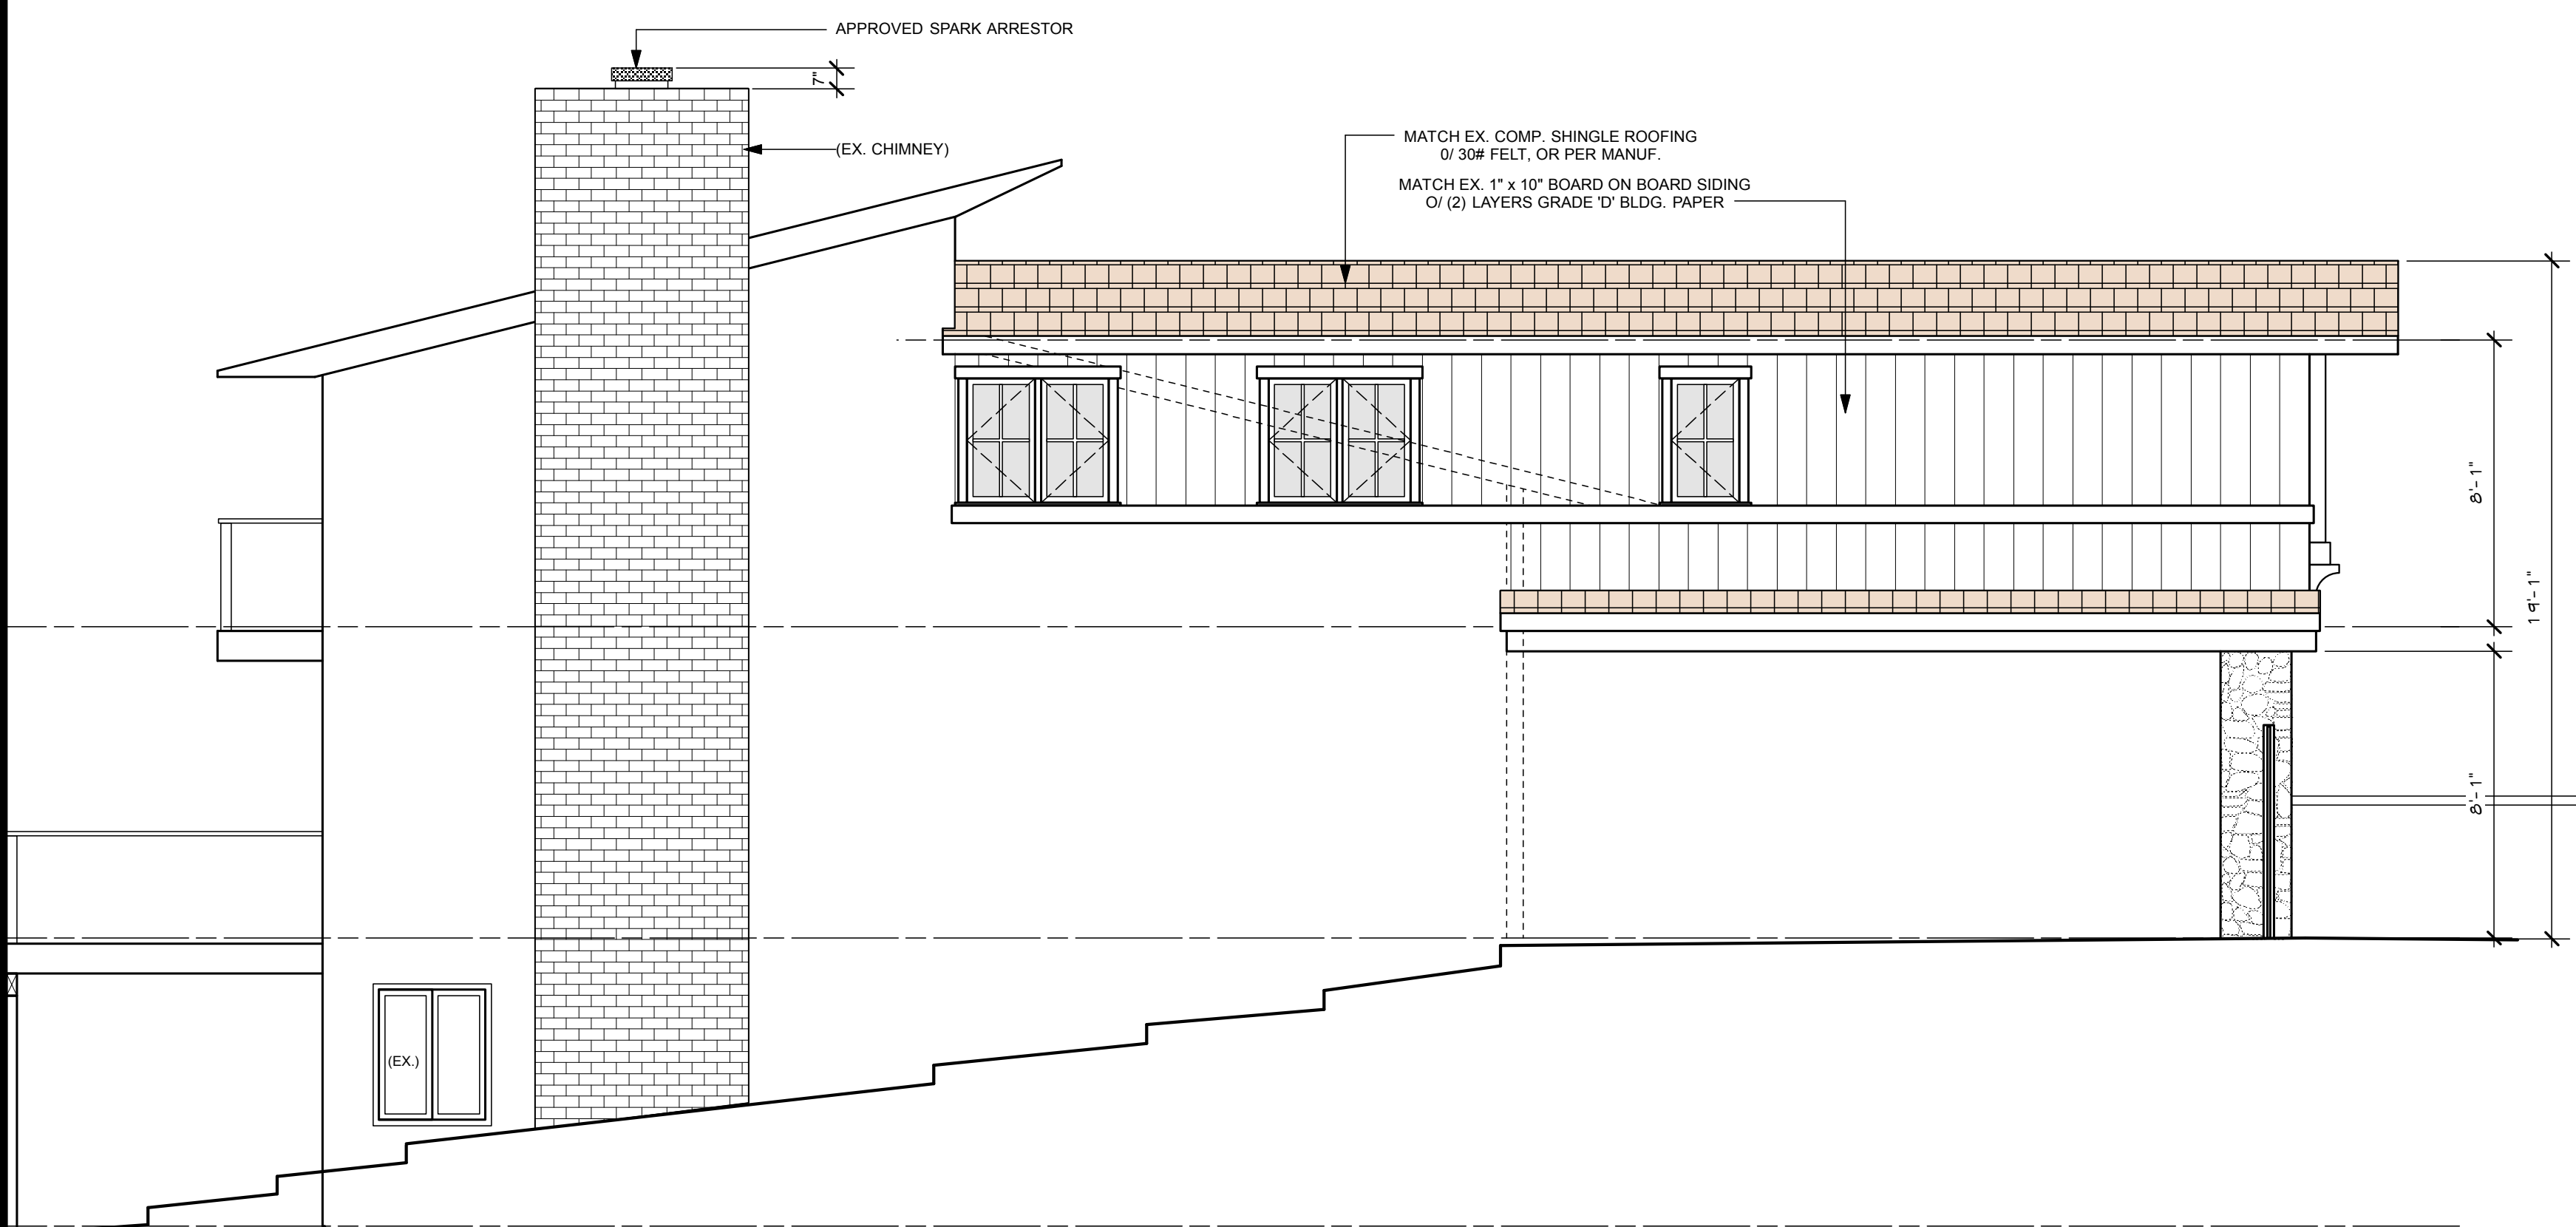 APPROVED SPARK ARRESTOR
7"
(EX. CHIMNEY)
MATCH EX. COMP. SHINGLE ROOFING
0/ 30# FELT, OR PER MANUF.
MATCH EX. 1" x 10" BOARD ON BOARD SIDING
O/ (2) LAYERS GRADE 'D' BLDG. PAPER
8'-1"
19'-1"
8'-1"
(EX.)